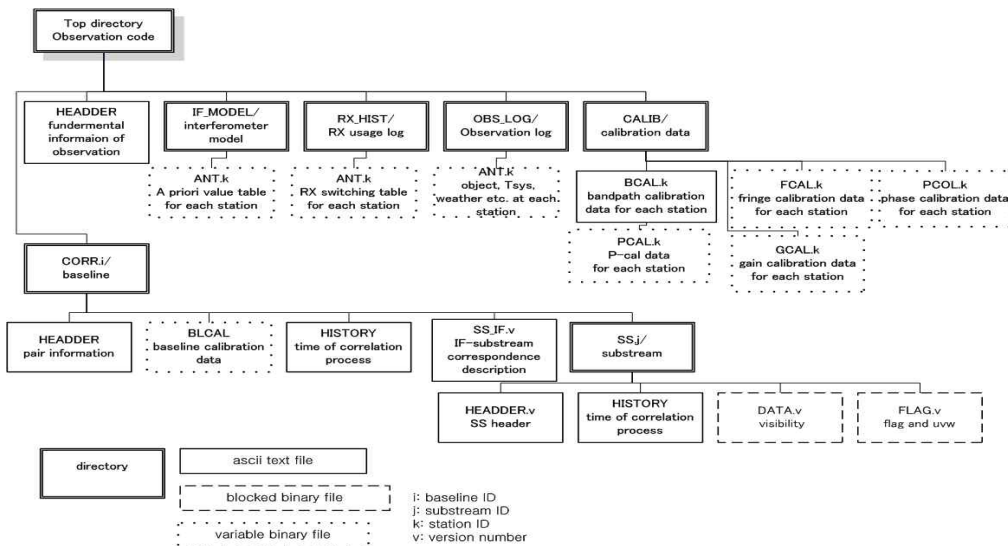 Top directory
Observation code
HEADDER
fundermental
informaion of
observation
IF_MODEL/
interferometer
model
RX_HIST/
RX usage log
OBS_LOG/
Observation log
CALIB/
calibration data
ANT.k
A priori value table
for each station
ANT.k
RX switching table
for each station
ANT.k
object, Tsys,
weather etc. at each
station
BCAL.k
bandpath calibration
data for each station
FCAL.k
fringe calibration data
for each station
PCOL.k
phase calibration data
for each station
PCAL.k
P-cal data
for each station
GCAL.k
gain calibration data
for each station
CORR.i/
baseline
HEADDER
pair information
BLCAL
baseline calibration
data
HISTORY
time of correlation
process
SS_IF.v
IF-substream
correspondence
description
SS.j/
substream
HEADDER.v
SS header
HISTORY
time of correlation
process
DATA.v
visibility
FLAG.v
flag and uvw
directory
ascii text file
blocked binary file
variable binary file
i: baseline ID
j: substream ID
k: station ID
v: version number